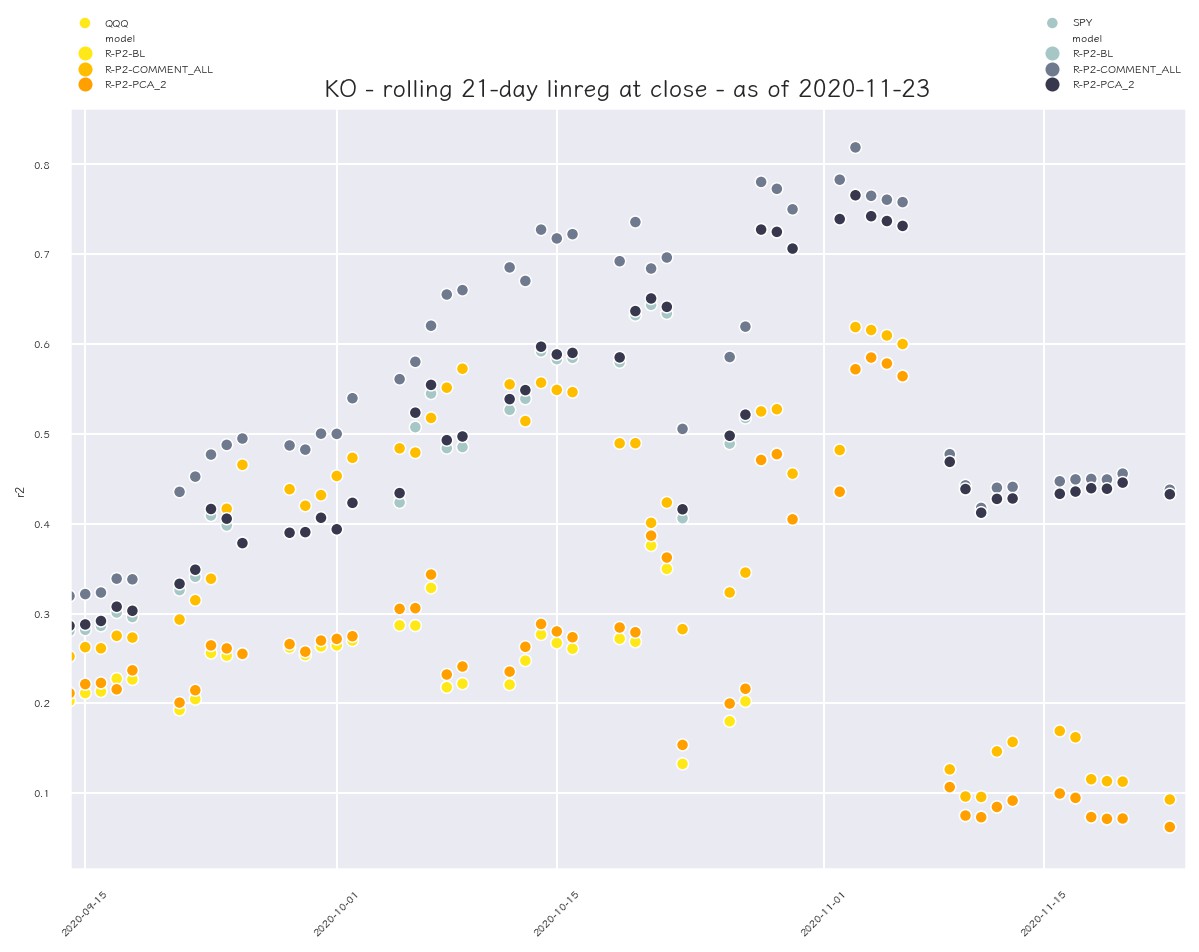 QQQ
model
R-P2-BL
R-P2-COMMENT_ALL
R-P2-PCA_2
SPY
model
R-P2-BL
R-P2-COMMENT_ALL
R-P2-PCA_2
KO - rolling 21-day linreg at close - as of 2020-11-23
0.8
0.7
0.6
0.5
0.4
0.3
0.2
0.1
r2
2020-09-15
2020-10-01
2020-10-15
2020-11-01
2020-11-15